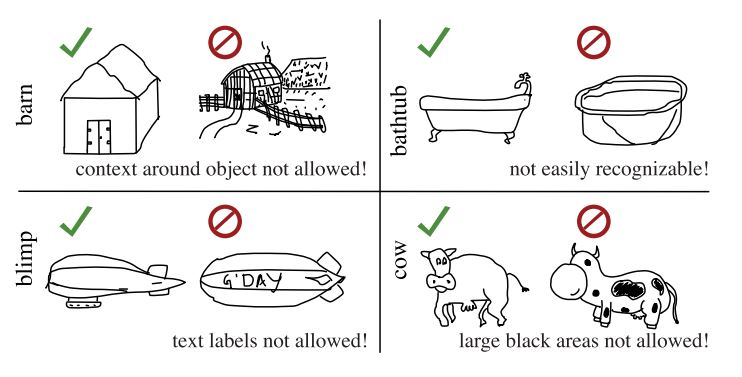 barn
context around object not allowed!
bathtub
not easily recognizable!
blimp
G'DAY
text labels not allowed!
cow
large black areas not allowed!